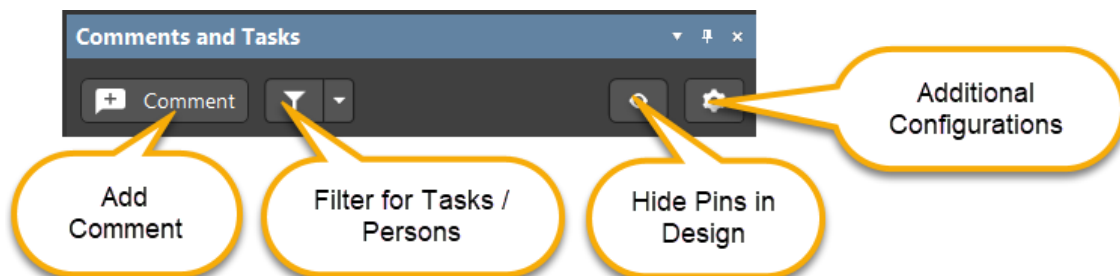 Comments and Tasks
Comment
Additional
Configurations
Add
Comment
Filter for Tasks /
Persons
Hide Pins in
Design